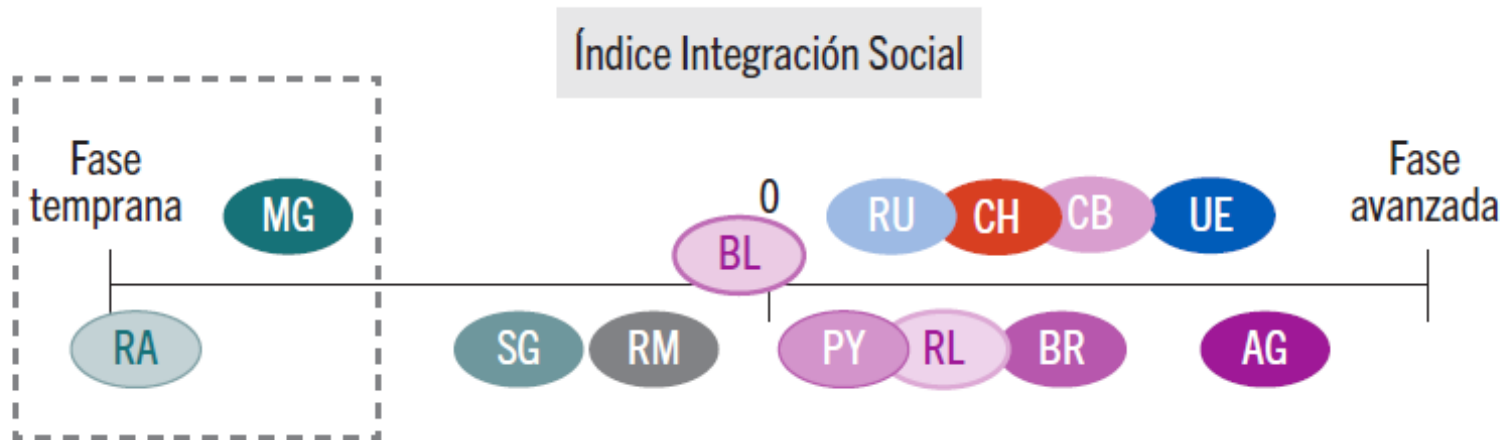 Índice Integración Social
Fase
temprana
MG
0
BL
RU
CH
CB
UE
Fase
avanzada
RA
SG
RM
PY
RL
BR
AG